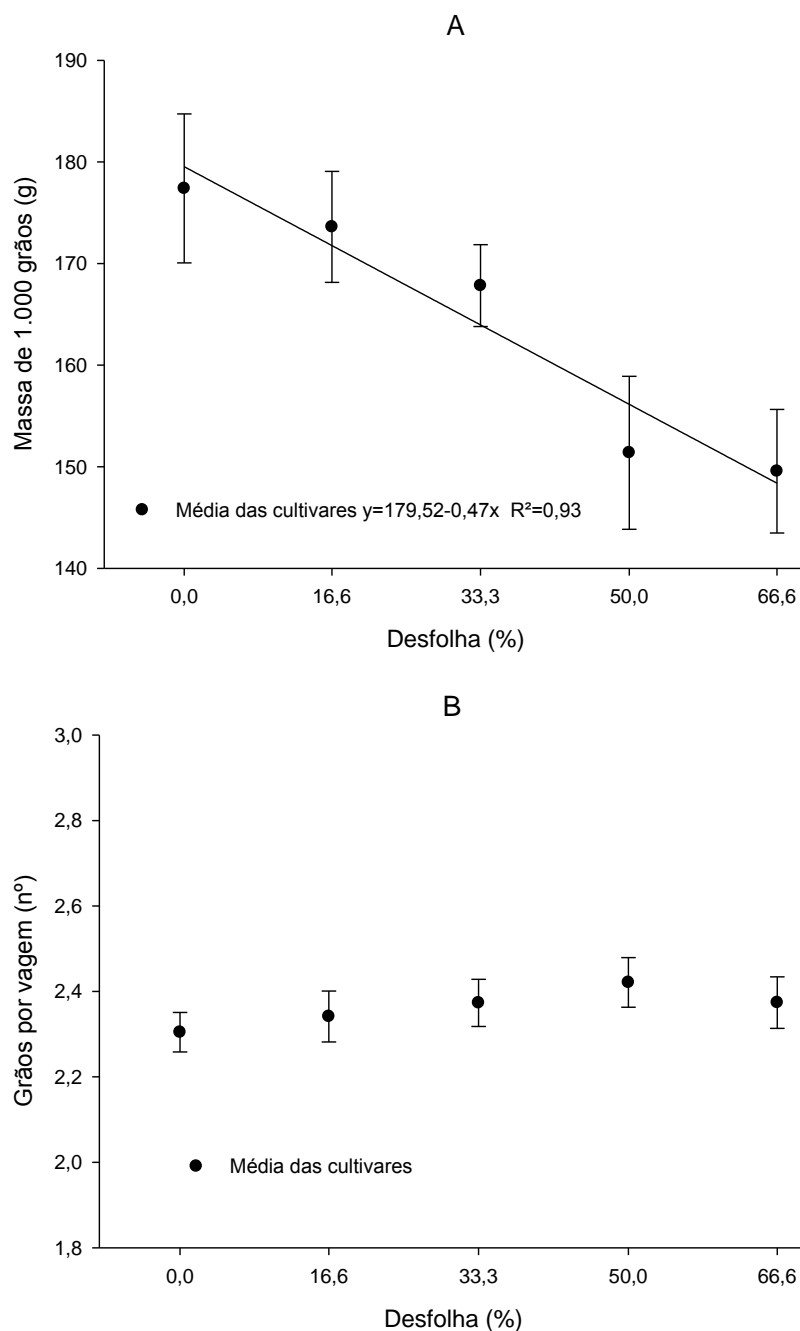 A
190
180
170
160
150
140
Massa de 1.000 grãos (g)
Média das cultivares y=179,52-0,47x R²=0,93
0,0 16,6 33,3 50,0 66,6
Desfolha (%)
B
3,0
2,8
2,6
2,4
2,2
2,0
1,8
Grãos por vagem (nº)
Média das cultivares
0,0 16,6 33,3 50,0 66,6
Desfolha (%)